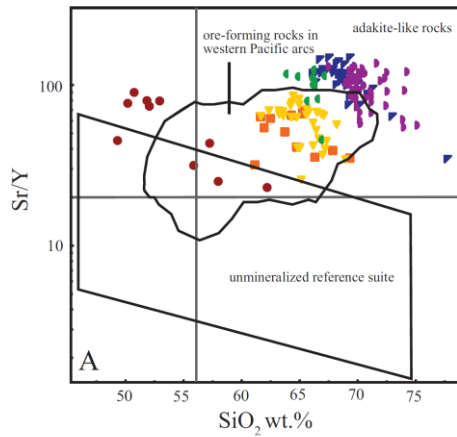 ore-forming rocks in
western Pacific arcs
adakite-like rocks
100
Sr/Y
10
unmineralized reference suite
A
50
55
60
65
70
75
SiO2 wt.%